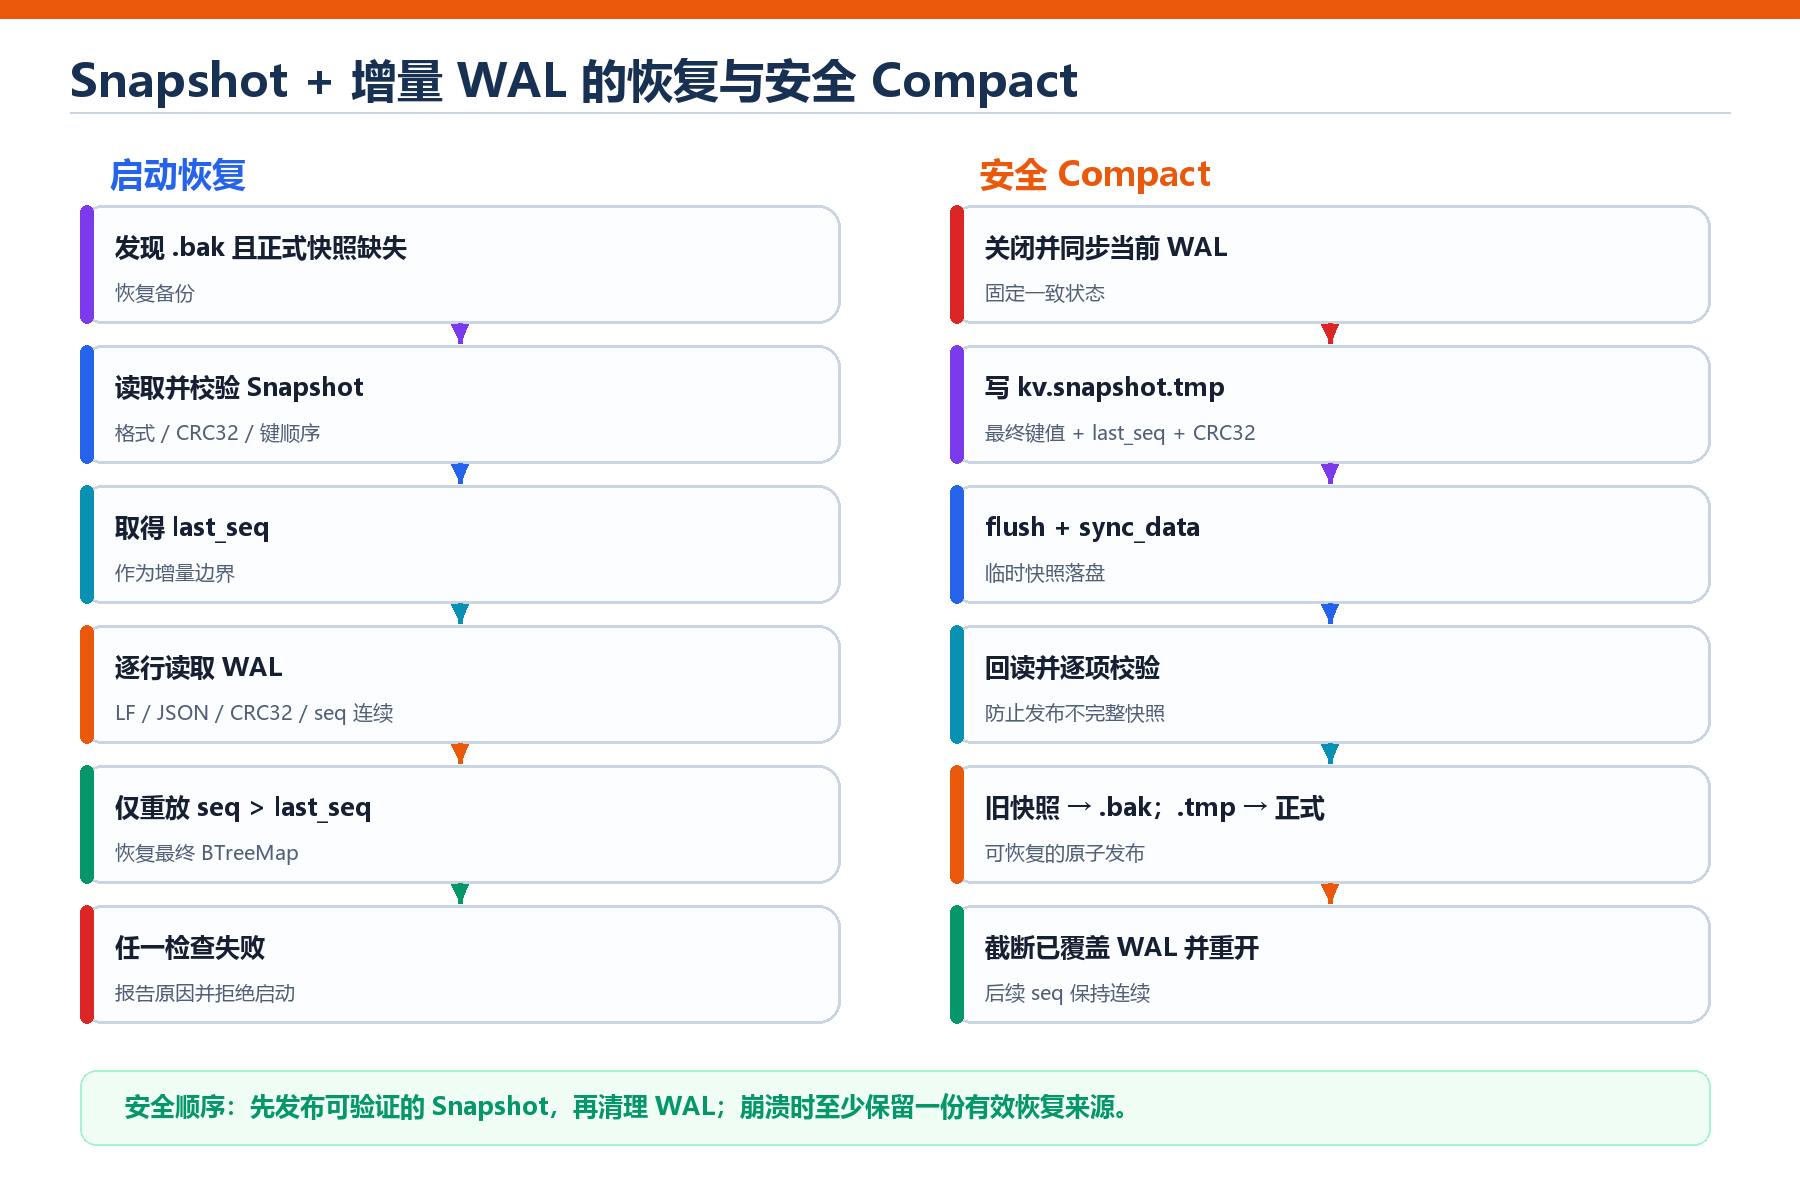 Snapshot + 增量 WAL 的恢复与安全 Compact
启动恢复
发现 .bak 且正式快照缺失
恢复备份
读取并校验 Snapshot
格式 / CRC32 / 键顺序
取得 last_seq
作为增量边界
逐行读取 WAL
LF / JSON / CRC32 / seq 连续
仅重放 seq > last_seq
恢复最终 BTreeMap
任一检查失败
报告原因并拒绝启动
安全 Compact
关闭并同步当前 WAL
固定一致状态
写 kv.snapshot.tmp
最终键值 + last_seq + CRC32
flush + sync_data
临时快照落盘
回读并逐项校验
防止发布不完整快照
旧快照 → .bak；.tmp → 正式
可恢复的原子发布
截断已覆盖 WAL 并重开
后续 seq 保持连续
安全顺序：先发布可验证的 Snapshot，再清理 WAL；崩溃时至少保留一份有效恢复来源。